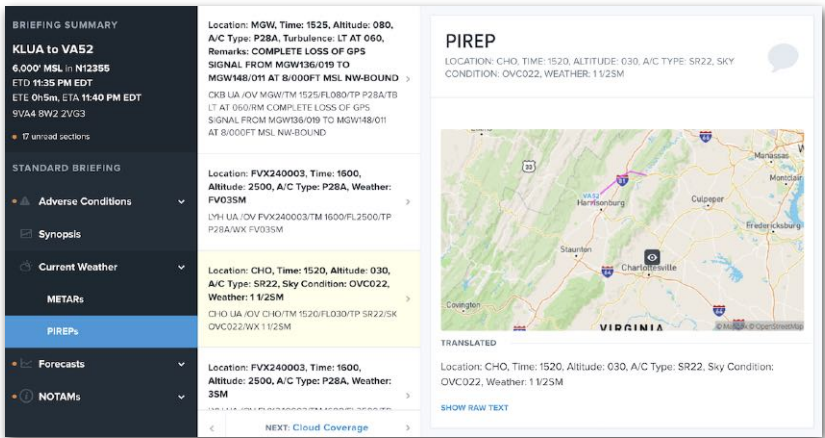 BRIEFING SUMMARY
KLUA to VA52
6,000' MSL in N12355
ETD 11:35 PM EDT
ETE 0h5m, ETA 11:40 PM EDT
9VA4 8W2 2VG3
17 unread sections
STANDARD BRIEFING
Adverse Conditions
Synopsis
Current Weather
METARs
PIREPs
Forecasts
NOTAMs
Location: MGW, Time: 1525, Altitude: 080,
A/C Type: P28A, Turbulence: LT AT 060,
Remarks: COMPLETE LOSS OF GPS
SIGNAL FROM MGW136/019 TO
MGW148/011 AT 8/000FT MSL NW-BOUND
CKB UA /OV MGW/TM 1525/FL080/TP P28A/TB
LT AT 060/RM COMPLETE LOSS OF GPS
SIGNAL FROM MGW136/019 TO MGW148/011
AT 8/000FT MSL NW-BOUND
Location: FVX240003, Time: 1600,
Altitude: 2500, A/C Type: P28A, Weather:
FV03SM
LYH UA /OV FVX240003/TM 1600/FL2500/TP
P28A/WX FV03SM
Location: CHO, Time: 1520, Altitude: 030,
A/C Type: SR22, Sky Condition: OVC022,
Weather: 1 1/2SM
CHO UA /OV CHO/TM 1520/FL030/TP SR22/SK
OVC022/WX 1 1/2SM
Location: FVX240003, Time: 1600,
Altitude: 2500, A/C Type: P28A, Weather:
3SM
NEXT: Cloud Coverage
PIREP
LOCATION: CHO, TIME: 1520, ALTITUDE: 030, A/C TYPE: SR22, SKY
CONDITION: OVC022, WEATHER: 1 1/2SM
33
66
Manassas
Montclair
81
VA52
Harrisonburg
Culpeper
Fredericksburg
Staunton
64
Charlottesville
Covington
64
VIRGINIA
© Mapbox © OpenStreetMap
TRANSLATED
Location: CHO, Time: 1520, Altitude: 030, A/C Type: SR22, Sky Condition:
OVC022, Weather: 1 1/2SM
SHOW RAW TEXT